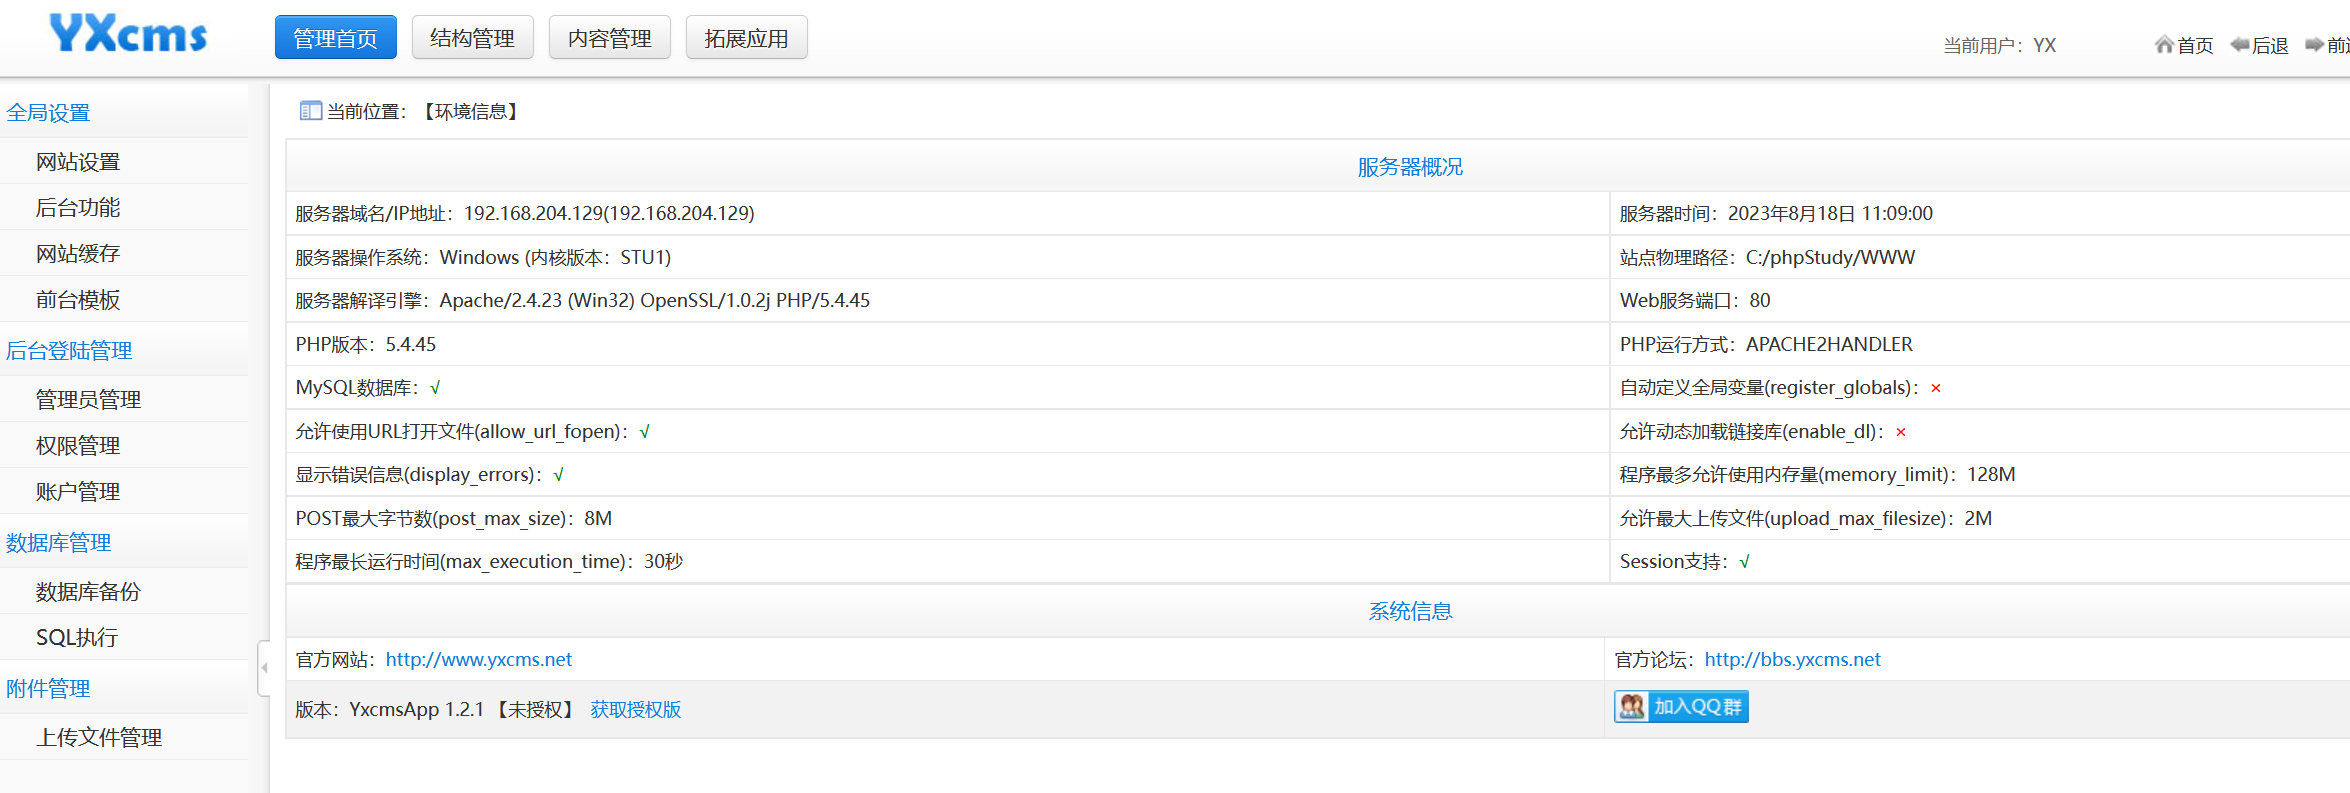 YXcms
管理首页 结构管理 内容管理 拓展应用
当前用户：YX 首页 后退
全局设置
网站设置
后台功能
网站缓存
前台模板
后台登陆管理
管理员管理
权限管理
账户管理
数据库管理
数据库备份
SQL执行
附件管理
上传文件管理
当前位置：【环境信息】
服务器概况
服务器域名/IP地址：192.168.204.129(192.168.204.129) 服务器时间：2023年8月18日 11:09:00
服务器操作系统：Windows (内核版本：STU1) 站点物理路径：C:/phpStudy/WWW
服务器解译引擎：Apache/2.4.23 (Win32) OpenSSL/1.0.2j PHP/5.4.45 Web服务端口：80
PHP版本：5.4.45 PHP运行方式：APACHE2HANDLER
MySQL数据库：√ 自动定义全局变量(register_globals)：×
允许使用URL打开文件(allow_url_fopen)：√ 允许动态加载链接库(enable_dl)：×
显示错误信息(display_errors)：√ 程序最多允许使用内存量(memory_limit)：128M
POST最大字节数(post_max_size)：8M 允许最大上传文件(upload_max_filesize)：2M
程序最长运行时间(max_execution_time)：30秒 Session支持：√
系统信息
官方网站：http://www.yxcms.net 官方论坛：http://bbs.yxcms.net
版本：YxcmsApp 1.2.1 【未授权】 获取授权版 加入QQ群